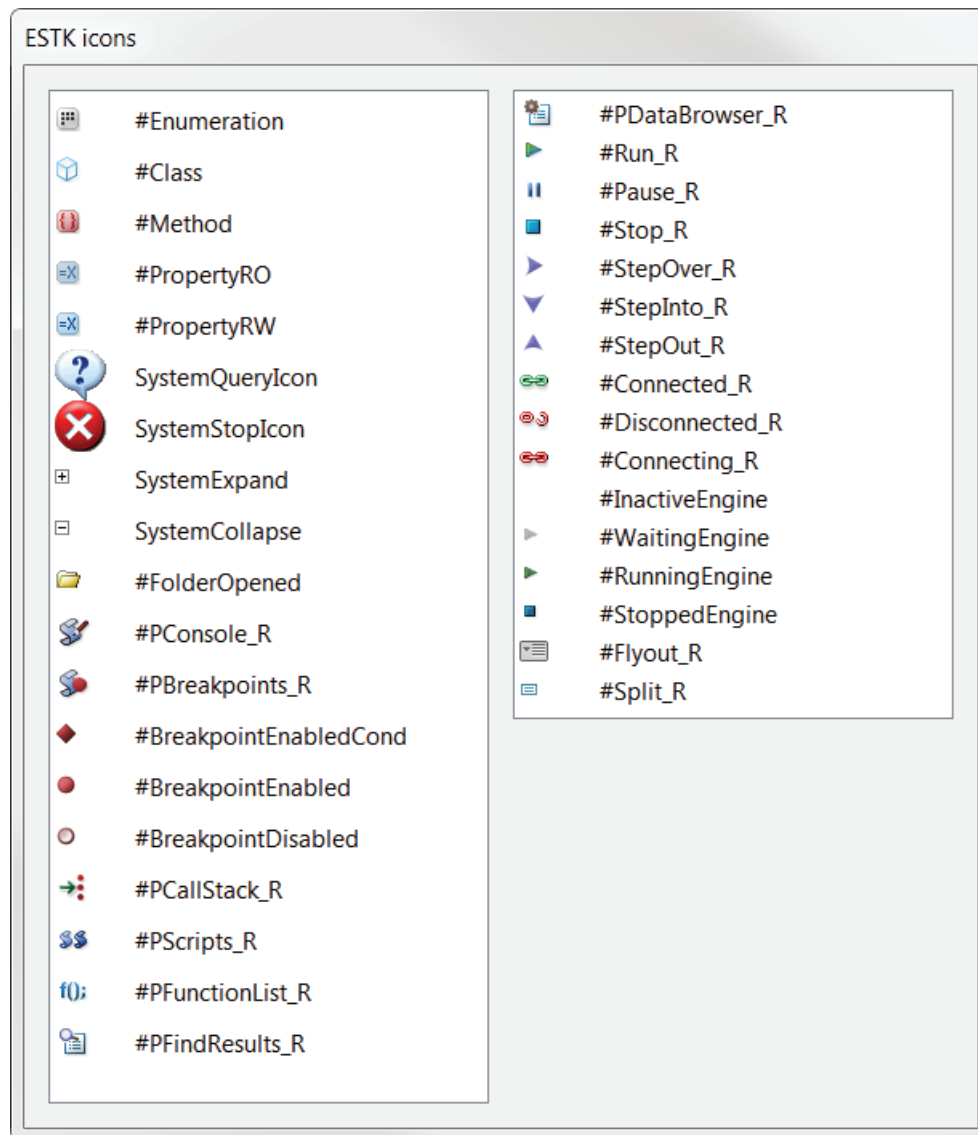 ESTK icons
#Enumeration
#Class
#Method
=X #PropertyRO
=X #PropertyRW
? SystemQueryIcon
SystemStopIcon
SystemExpand
SystemCollapse
#FolderOpened
#PConsole_R
#PBreakpoints_R
#BreakpointEnabledCond
#BreakpointEnabled
#BreakpointDisabled
#PCallStack_R
#PScripts_R
f(); #PFunctionList_R
#PFindResults_R
#PDataBrowser_R
#Run_R
#Pause_R
#Stop_R
#StepOver_R
#StepInto_R
#StepOut_R
#Connected_R
#Disconnected_R
#Connecting_R
#InactiveEngine
#WaitingEngine
#RunningEngine
#StoppedEngine
#Flyout_R
#Split_R